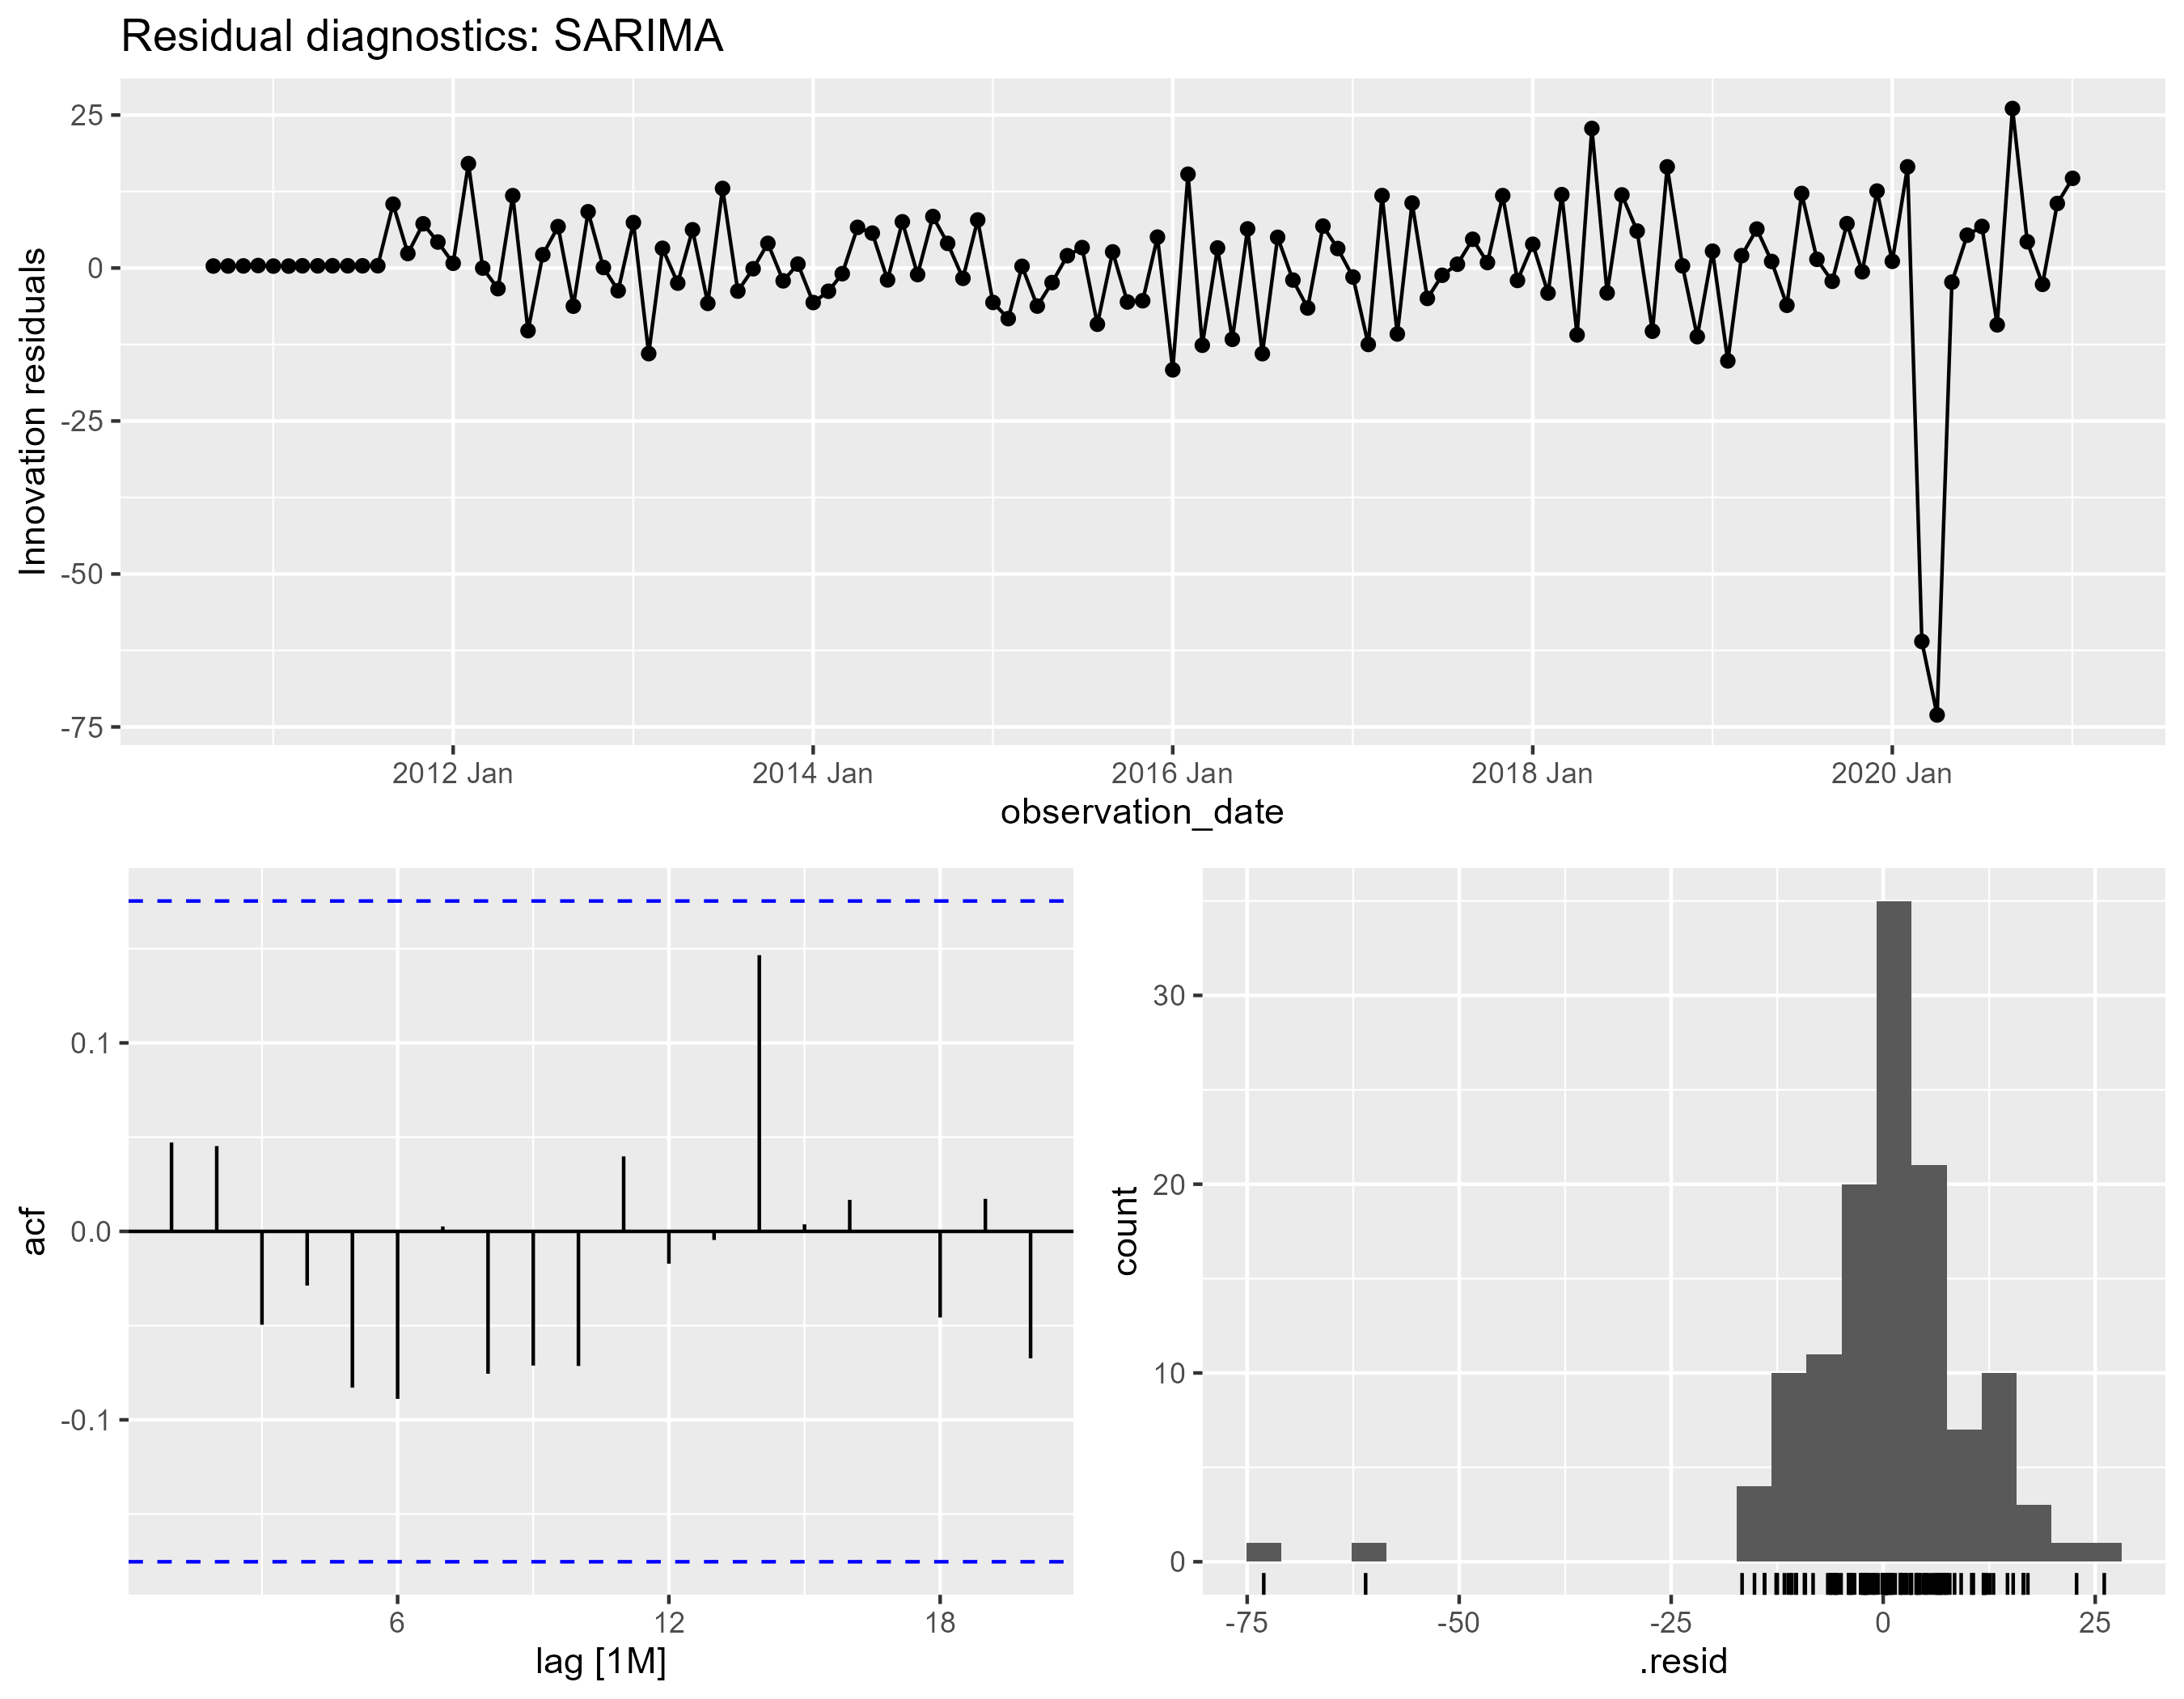 Residual diagnostics: SARIMA
Innovation residuals
25
0
-25
-50
-75
2012 Jan
2014 Jan
2016 Jan
2018 Jan
2020 Jan
observation_date
acf
0.1
0.0
-0.1
6
12
18
lag [1M]
count
30
20
10
0
-75
-50
-25
0
25
.resid